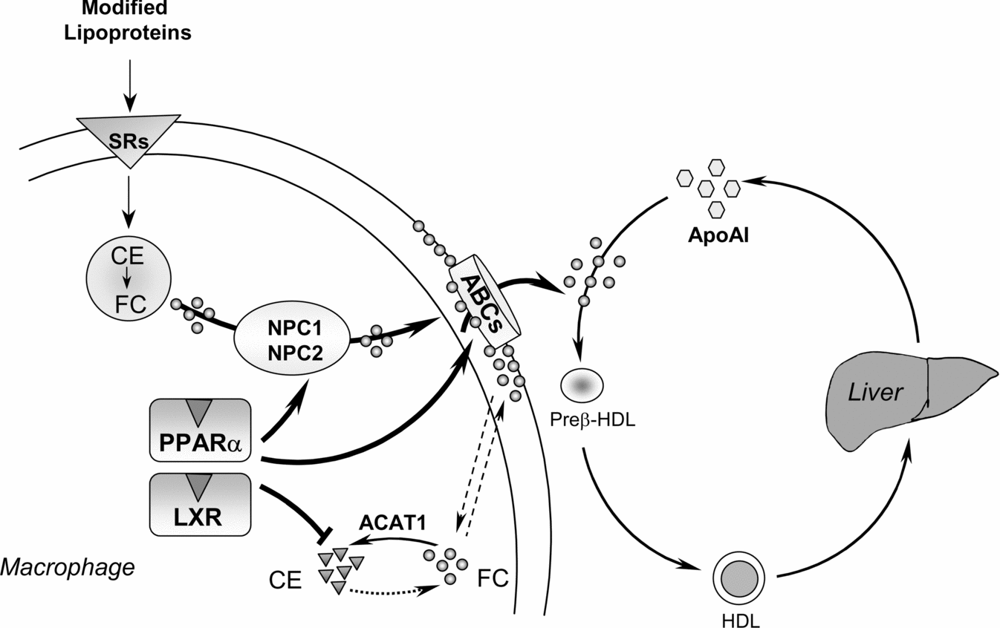 Modified
Lipoproteins
SRs
CE
FC
NPC1
NPC2
ABCs
ApoAI
Preβ-HDL
Liver
PPARα
LXR
ACAT1
CE
FC
Macrophage
HDL